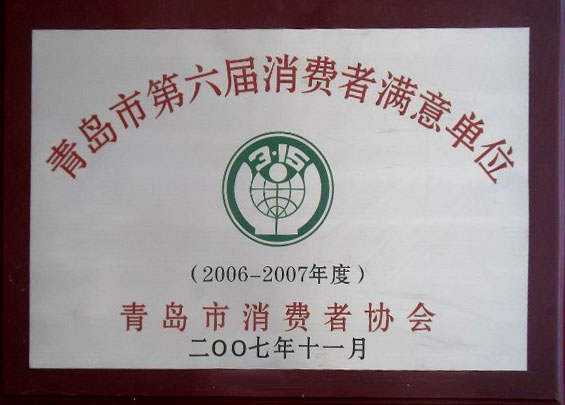 青岛市第六届消费者满意单位
3·15
（2006-2007年度）
青岛市消费者协会
二OO七年十一月